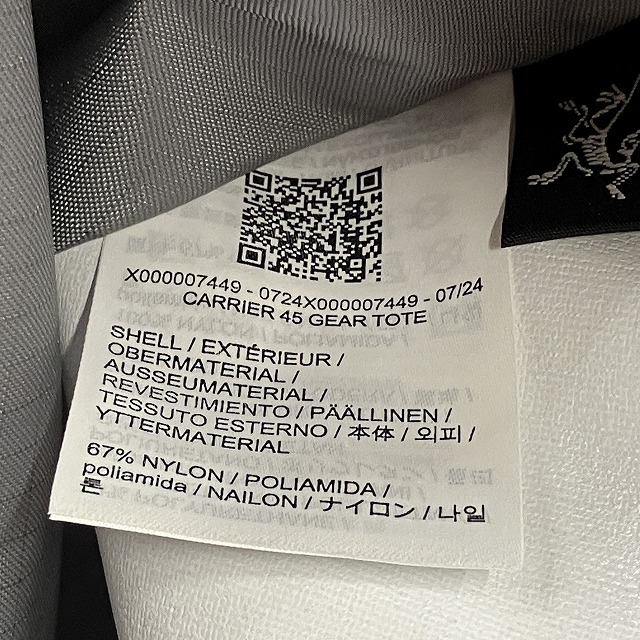 X000007449 - 0724X000007449 - 07/24
CARRIER 45 GEAR TOTE
SHELL / EXTÉRIEUR /
OBERMATERIAL /
AUSSEUMATERIAL /
REVESTIMIENTO / PÄÄLLINEN /
TESSUTO ESTERNO / 本体 / 외피 /
YTTERMATERIAL
67% NYLON / POLIAMIDA /
poliamida / NAILON / ナイロン / 나일
론